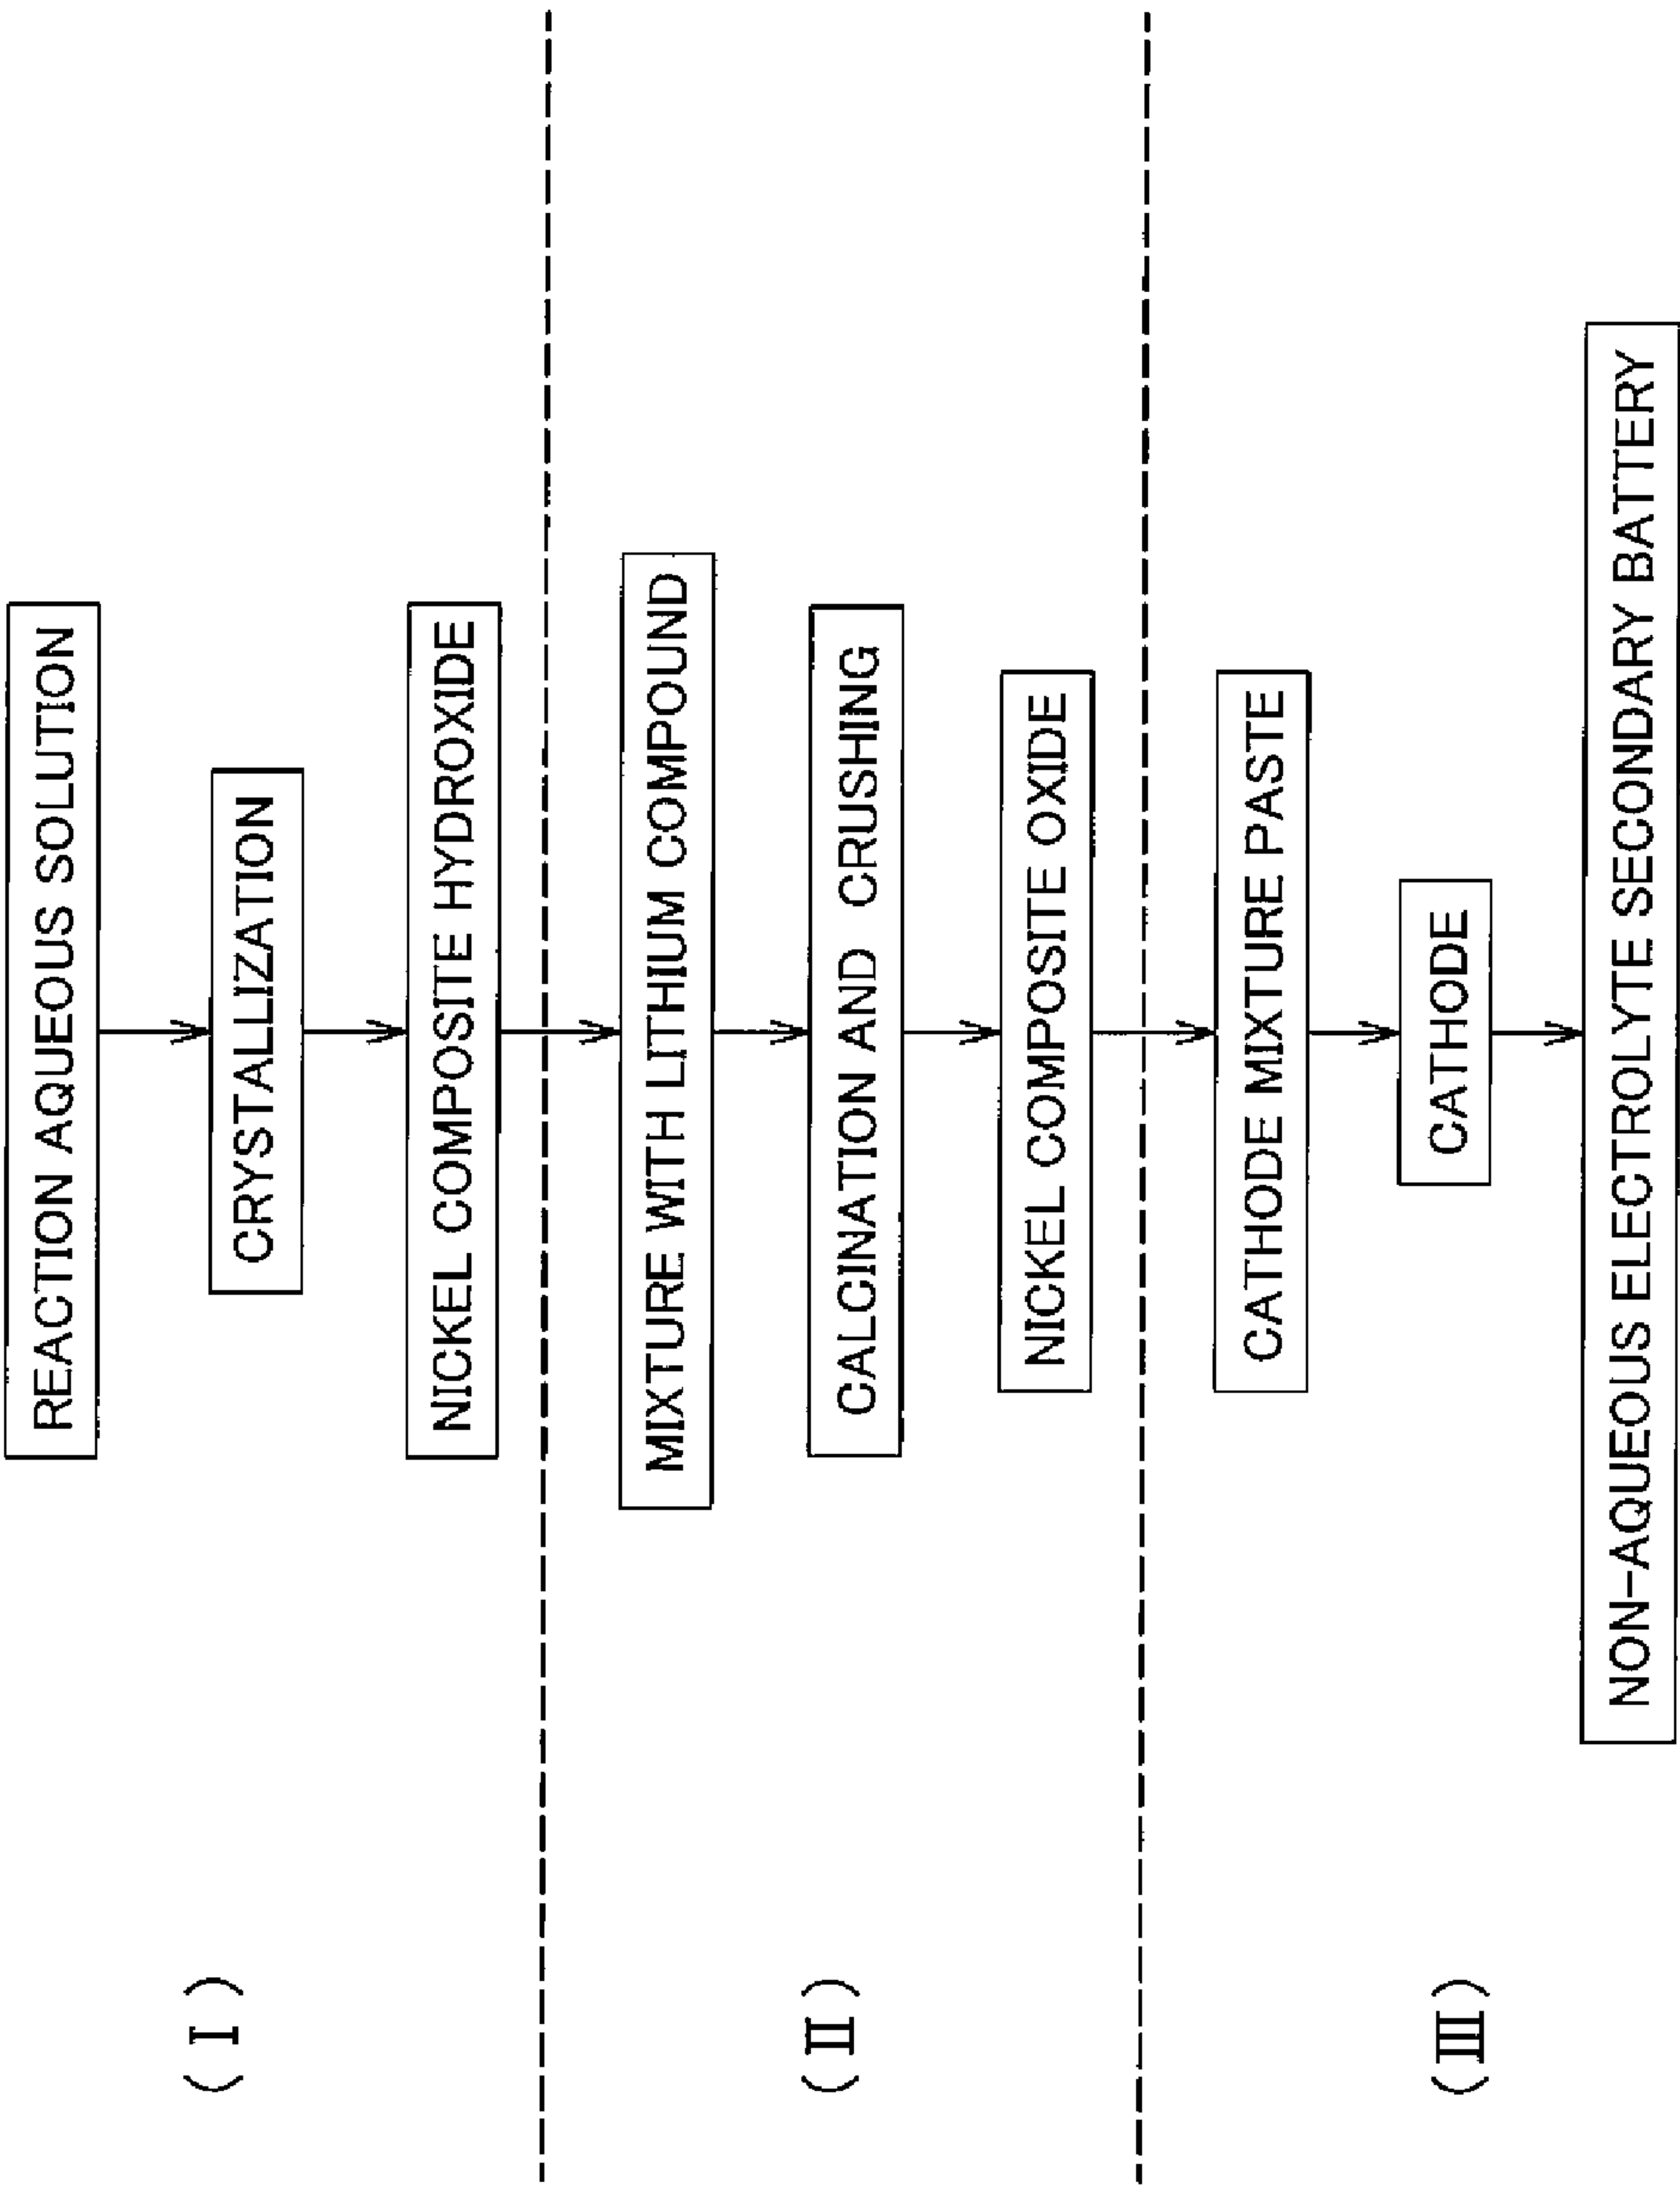 REACTION AQUEOUS SOLUTION
(I)
CRYSTALLIZATION
NICKEL COMPOSITE HYDROXIDE
MIXTURE WITH LITHIUM COMPOUND
(II)
CALCINATION AND CRUSHING
NICKEL COMPOSITE OXIDE
CATHODE MIXTURE PASTE
(III)
CATHODE
NON-AQUEOUS ELECTROLYTE SECONDARY BATTERY